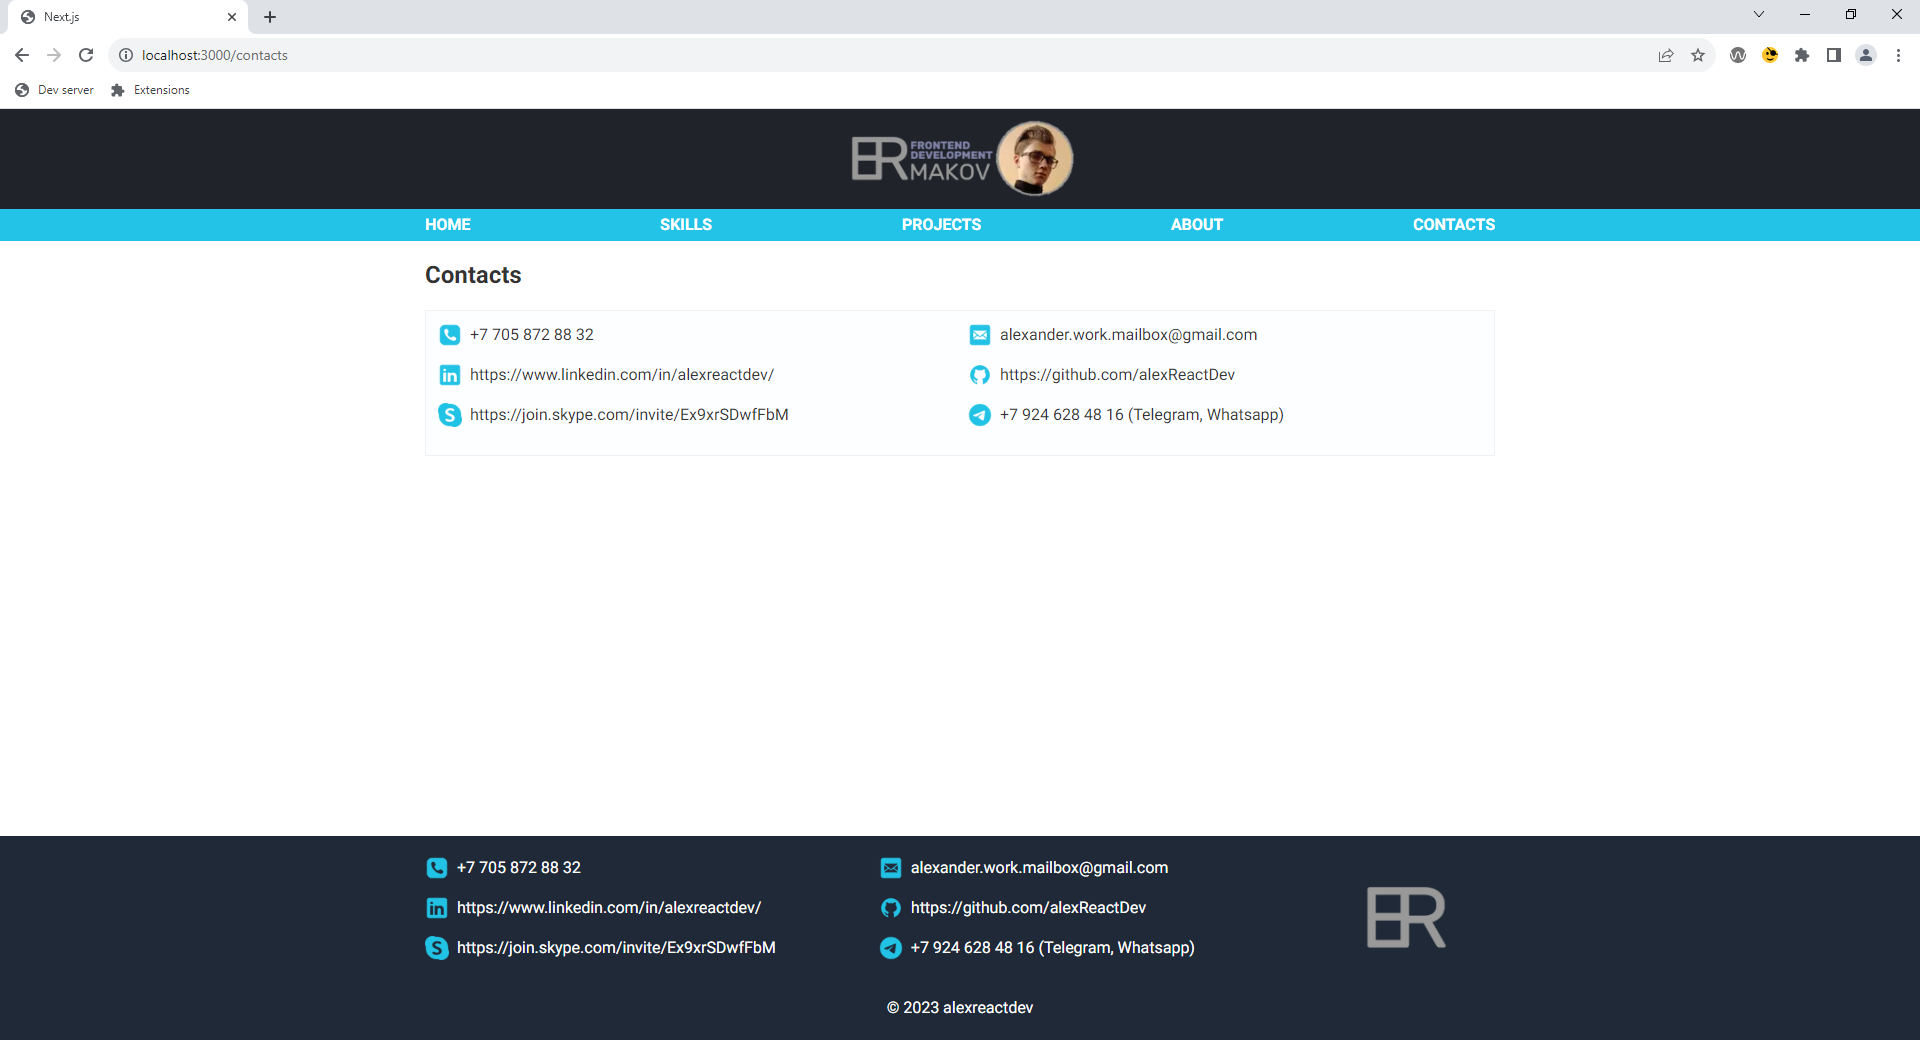 Next.js
localhost:3000/contacts
Dev server Extensions
ER FRONTEND
DEVELOPMENT
MAKOV
HOME SKILLS PROJECTS ABOUT CONTACTS
Contacts
+7 705 872 88 32 alexander.work.mailbox@gmail.com
https://www.linkedin.com/in/alexreactdev/ https://github.com/alexReactDev
https://join.skype.com/invite/Ex9xrSDwfFbM +7 924 628 48 16 (Telegram, Whatsapp)
+7 705 872 88 32 alexander.work.mailbox@gmail.com
https://www.linkedin.com/in/alexreactdev/ https://github.com/alexReactDev
ER
https://join.skype.com/invite/Ex9xrSDwfFbM +7 924 628 48 16 (Telegram, Whatsapp)
© 2023 alexreactdev